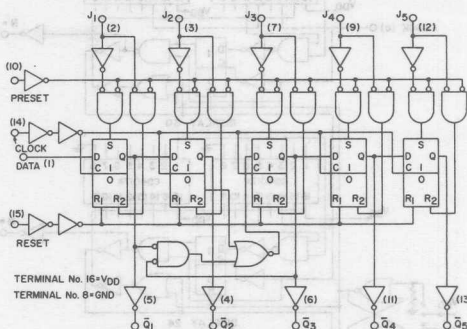 J1 J2 J3 J4 J5
(2) (3) (7) (9) (12)
(10)
PRESET
(14)
CLOCK
DATA (1)
S S S S S
D Q D Q D Q D Q D Q
C I C I C I C I C I
O O O O O
R1 R2 R1 R2 R1 R2 R1 R2 R1 R2
(15)
RESET
TERMINAL No. 16=VDD
TERMINAL No. 8=GND
(5) (4) (6) (11) (13)
Q̅1 Q̅2 Q̅3 Q̅4 Q̅5